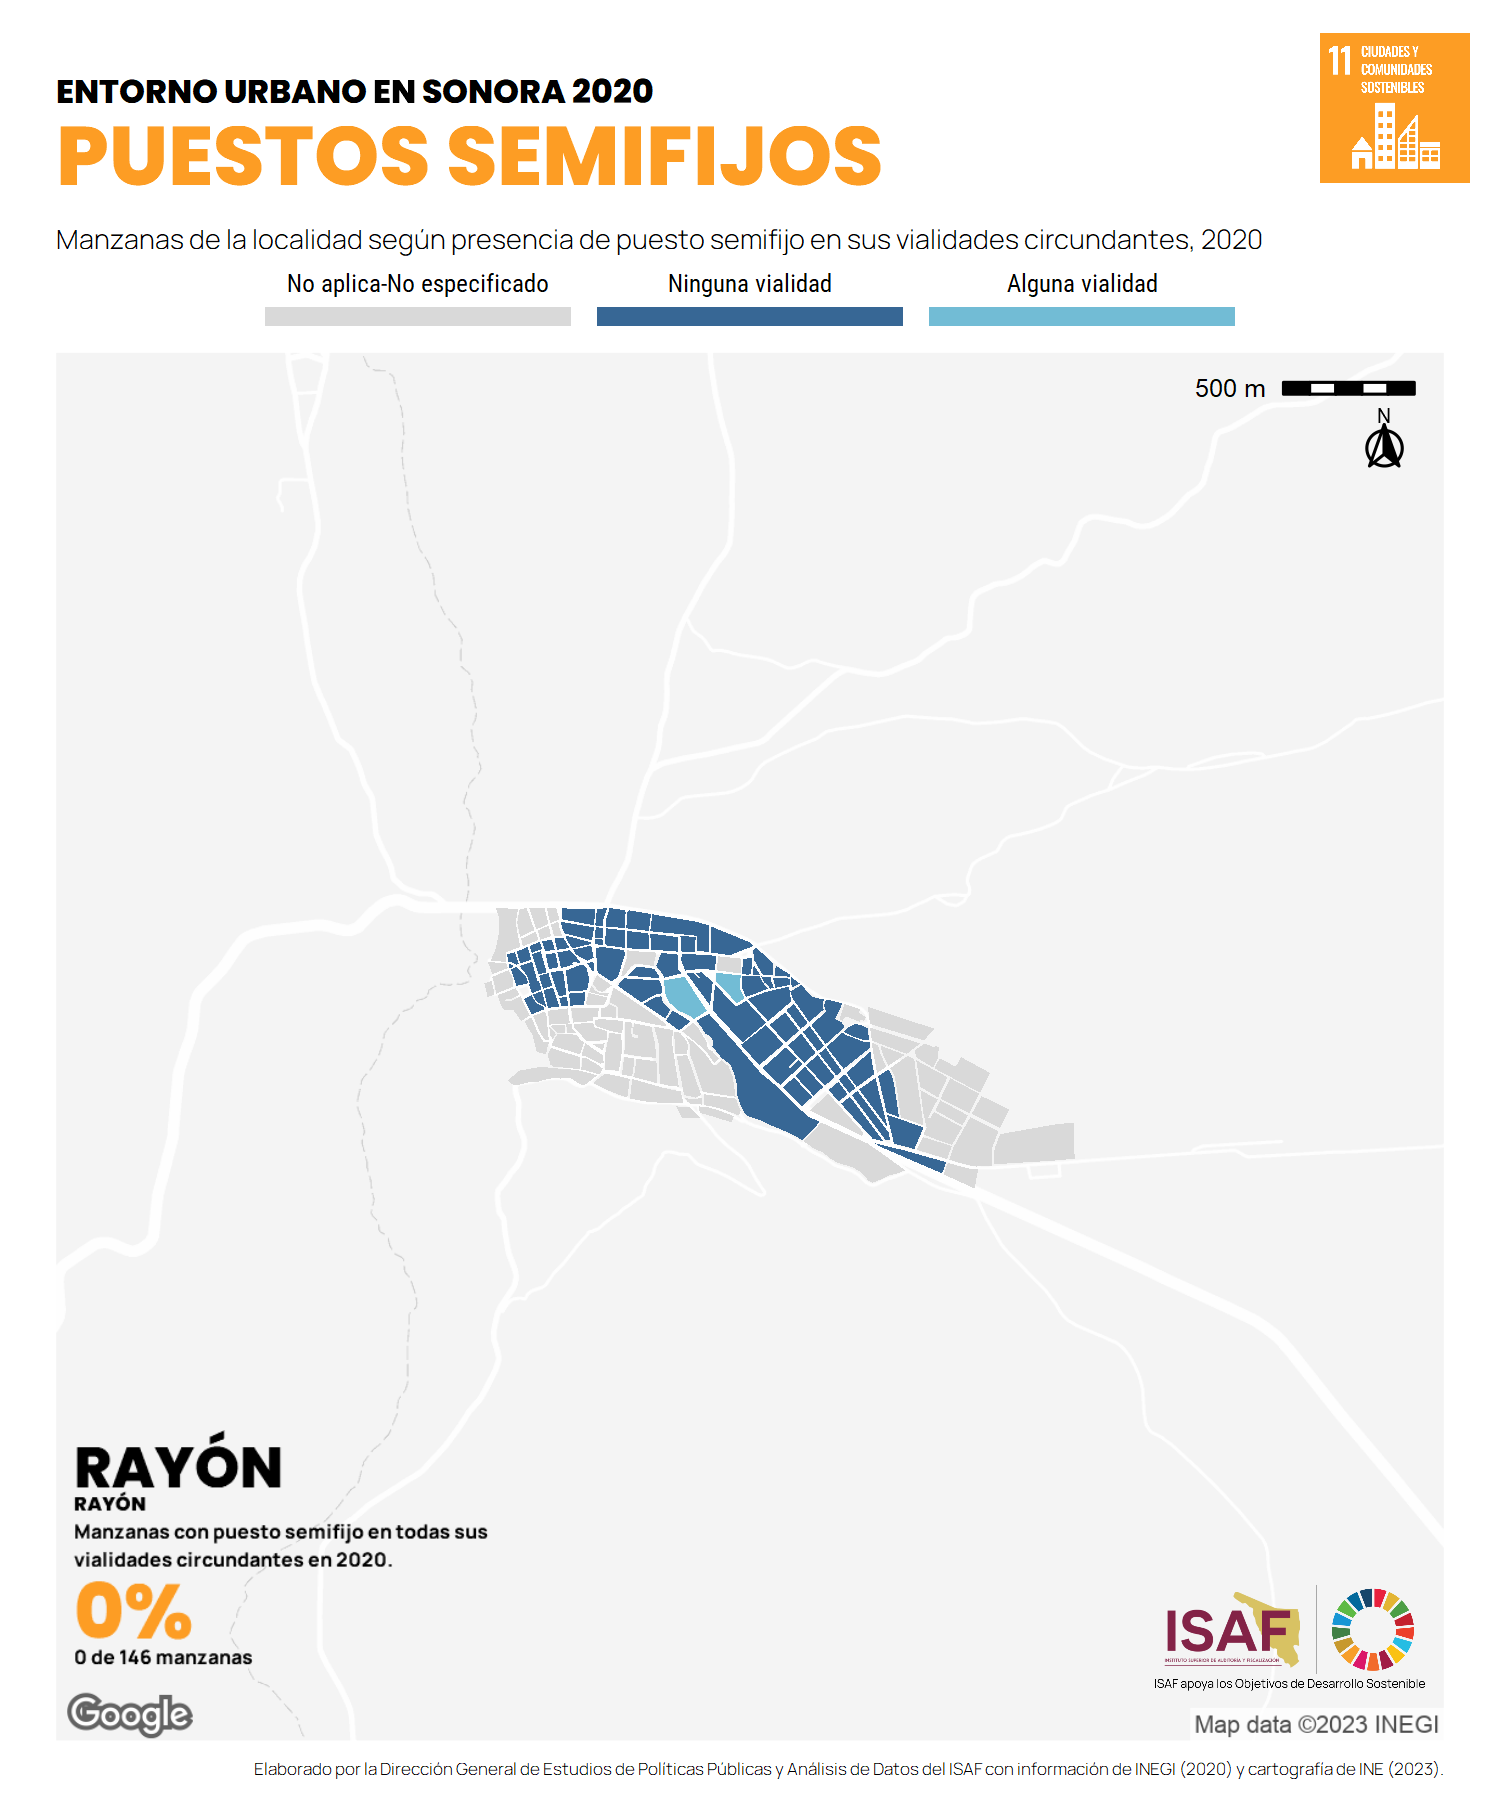 ENTORNO URBANO EN SONORA 2020
PUESTOS SEMIFIJOS
11 CIUDADES Y
COMUNIDADES
SOSTENIBLES
Manzanas de la localidad según presencia de puesto semifijo en sus vialidades circundantes, 2020
No aplica-No especificado
Ninguna vialidad
Alguna vialidad
500 m
N
RAYÓN
RAYÓN
Manzanas con puesto semifijo en todas sus
vialidades circundantes en 2020.
0%
0 de 146 manzanas
Google
ISAF
INSTITUTO SUPERIOR DE AUDITORÍA Y FISCALIZACIÓN
ISAF apoya los Objetivos de Desarrollo Sostenible
Map data ©2023 INEGI
Elaborado por la Dirección General de Estudios de Políticas Públicas y Análisis de Datos del ISAF con información de INEGI (2020) y cartografía de INE (2023).